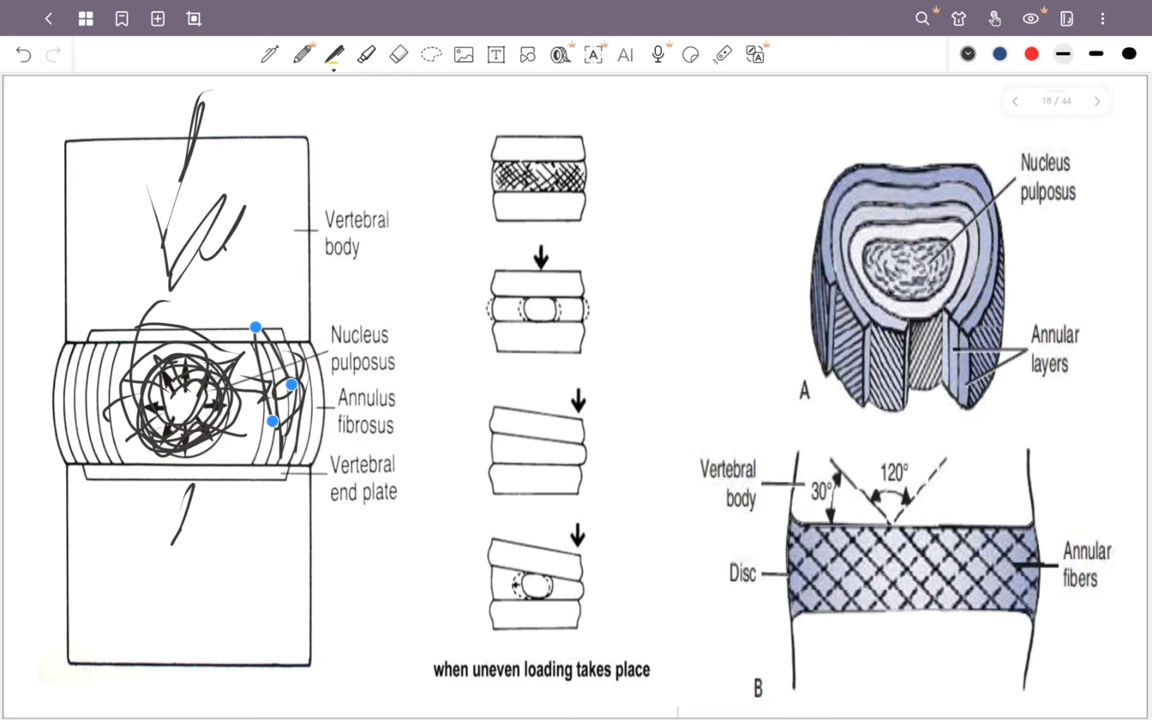 AI
18 / 44
Vertebral
body
Nucleus
pulposus
Annulus
fibrosus
Vertebral
end plate
when uneven loading takes place
Nucleus
pulposus
Annular
layers
A
Vertebral
body
30°
120°
Disc
Annular
fibers
B